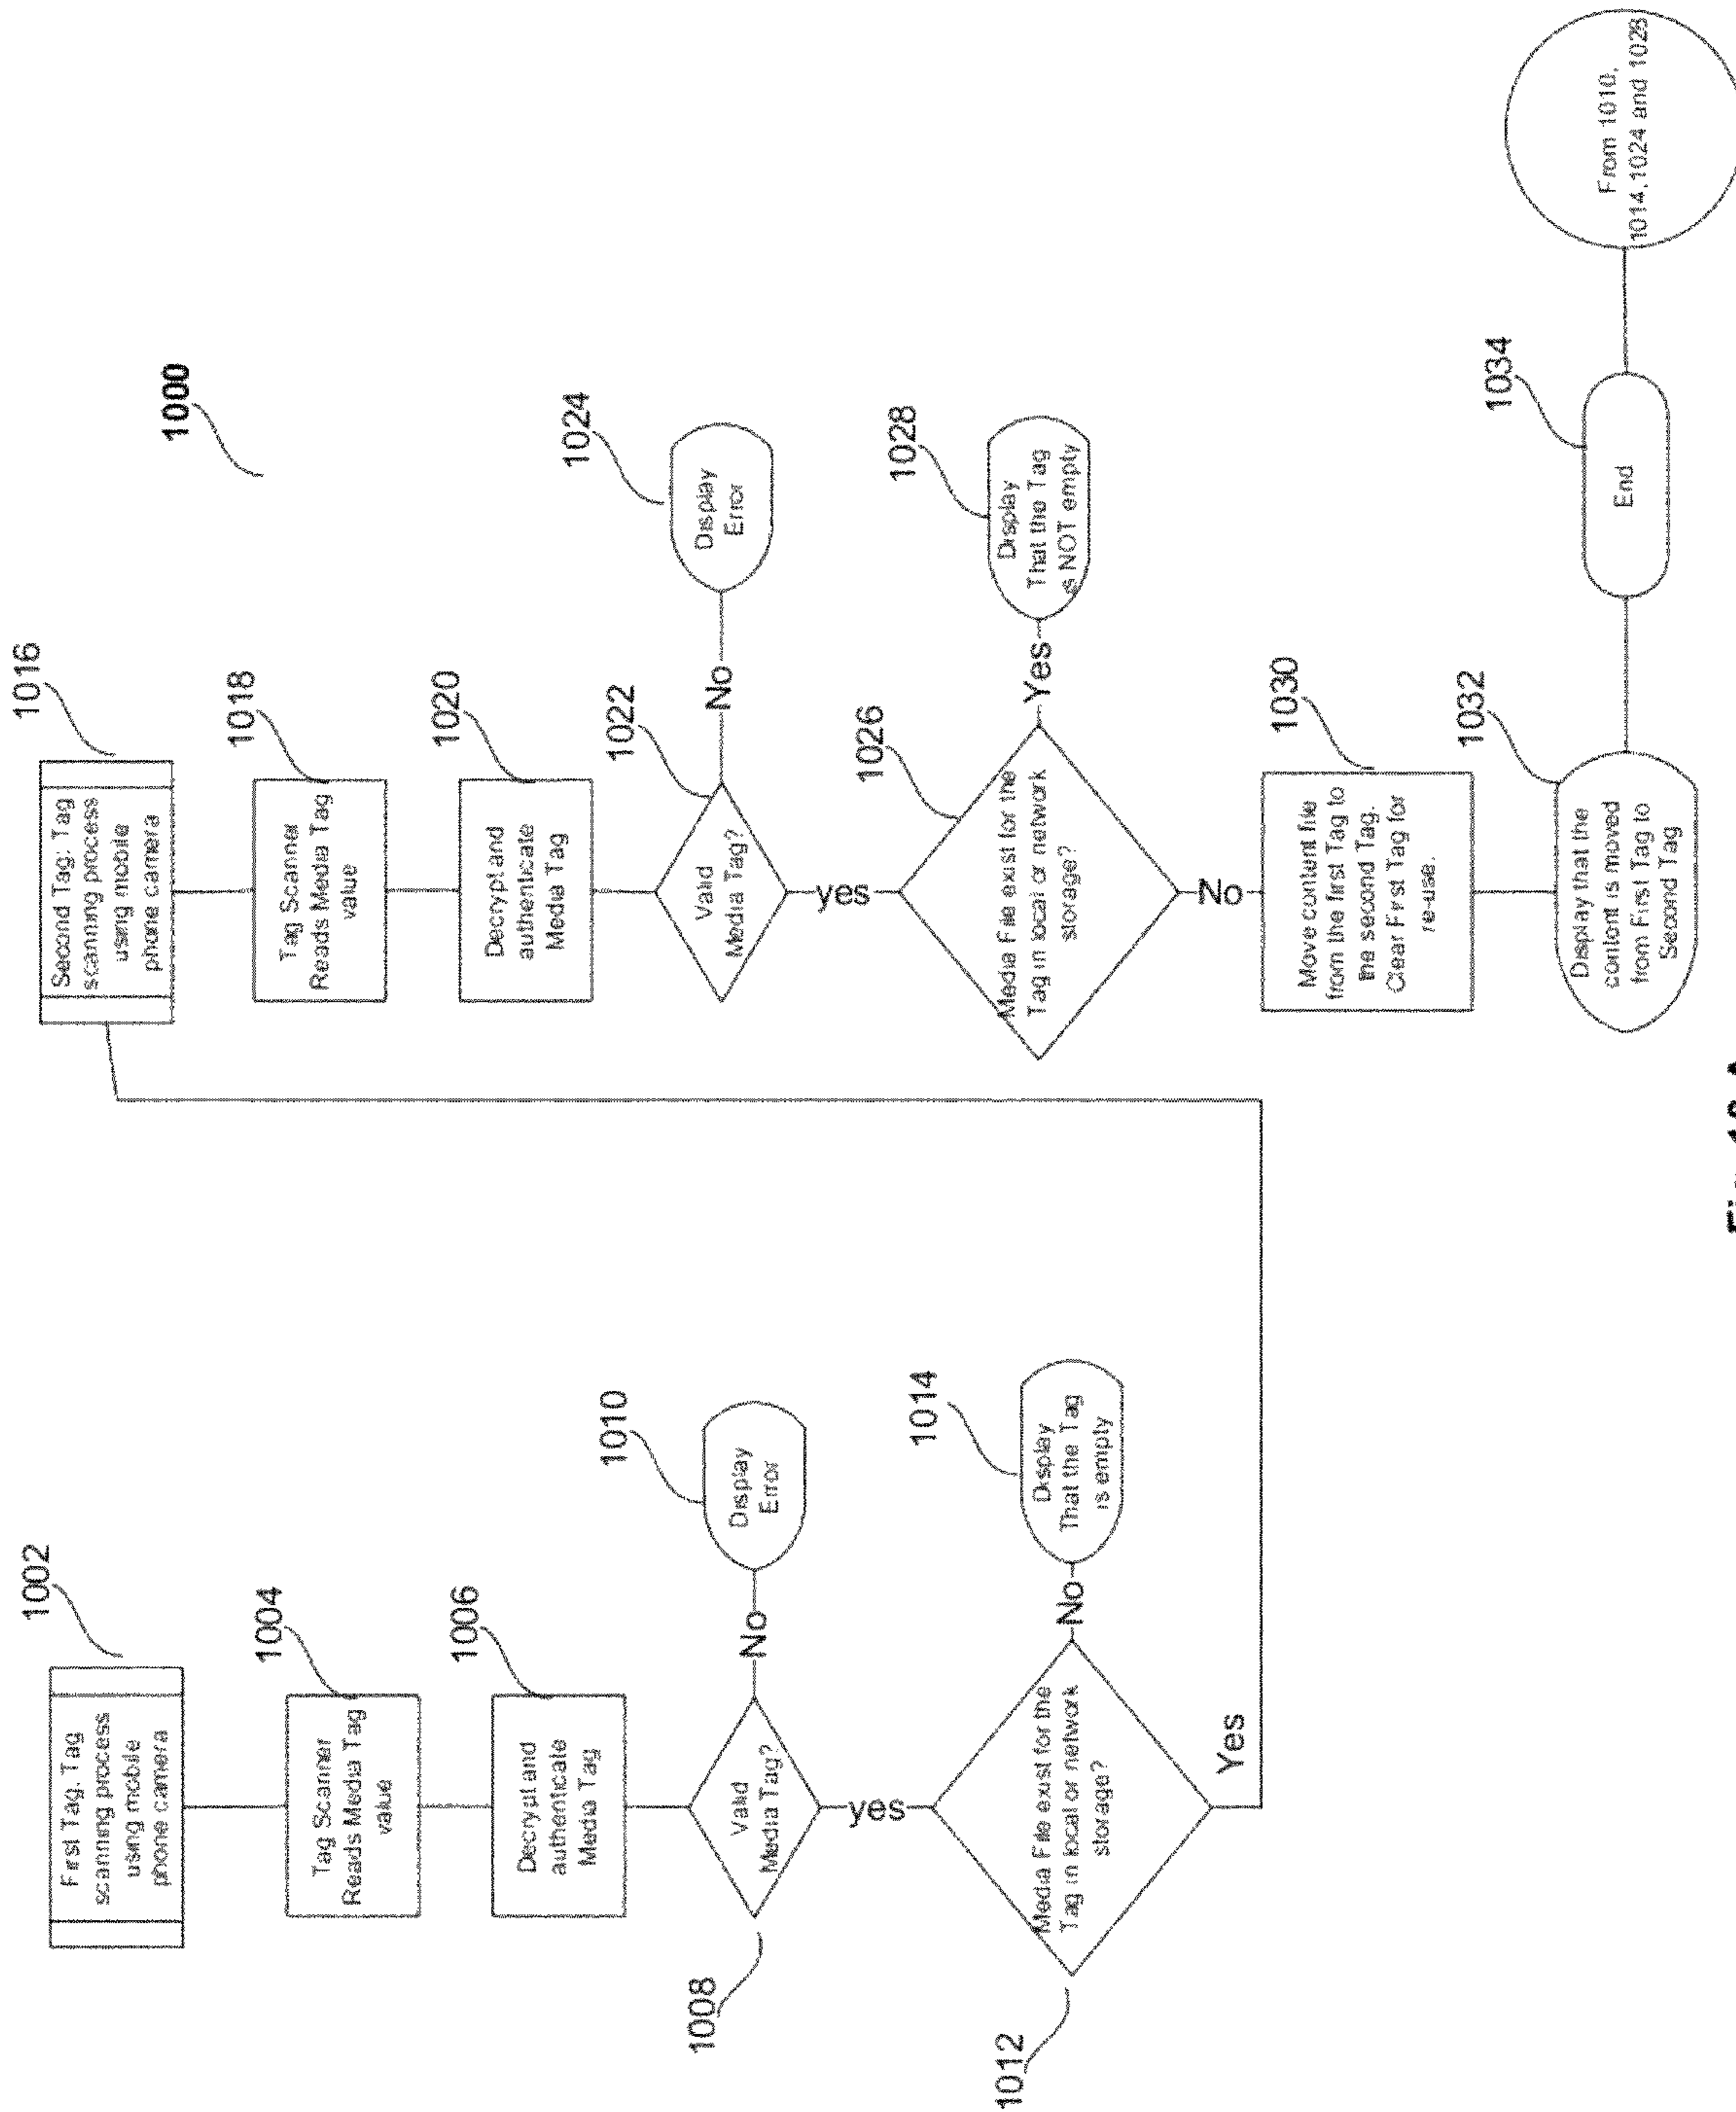 1000
1002
First Tag. Tag
scanning process
using mobile
phone camera
1004
Tag Scanner
Reads Media Tag
value
1006
Decrypt and
authenticate
Media Tag
1008
Valid
Media Tag?
No
1010
Display
Error
yes
1012
Media File exist for the
Tag in local or network
storage?
No
1014
Display
That the Tag
is empty
Yes
1016
Second Tag: Tag
scanning process
using mobile
phone camera
1018
Tag Scanner
Reads Media Tag
value
1020
Decrypt and
authenticate
Media Tag
1022
Valid
Media Tag?
No
1024
Display
Error
yes
1026
Media File exist for the
Tag in local or network
storage?
Yes
1028
Display
That the Tag
is NOT empty
No
1030
Move content file
from the first Tag to
the second Tag.
Clear First Tag for
re-use.
1032
Display that the
content is moved
from First Tag to
Second Tag
1034
End
From 1010,
1014,1024 and 1028